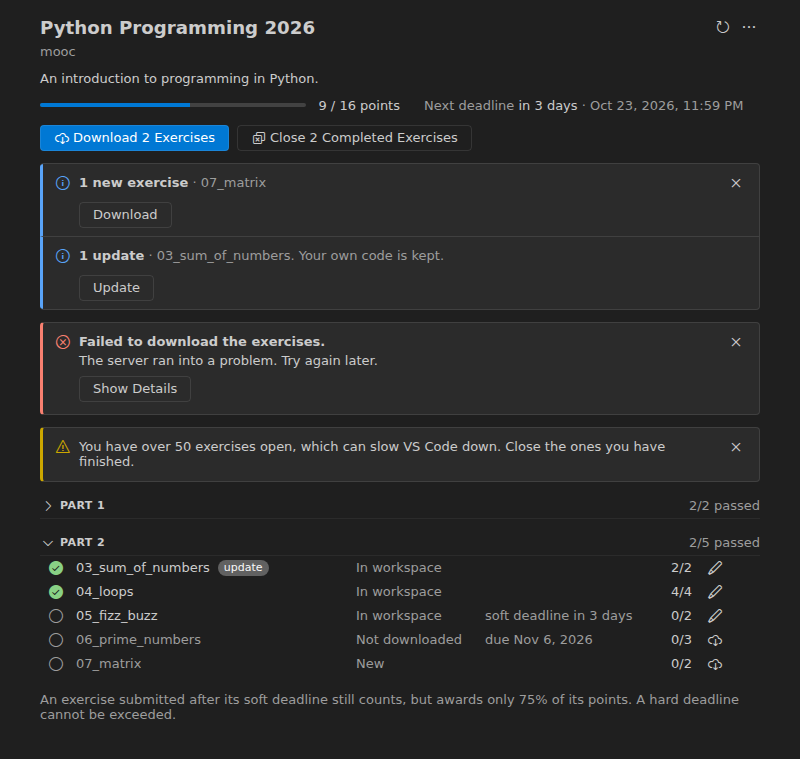 Python Programming 2026
mooc
An introduction to programming in Python.
9 / 16 points Next deadline in 3 days · Oct 23, 2026, 11:59 PM
Download 2 Exercises Close 2 Completed Exercises
1 new exercise · 07_matrix
Download
1 update · 03_sum_of_numbers. Your own code is kept.
Update
Failed to download the exercises.
The server ran into a problem. Try again later.
Show Details
You have over 50 exercises open, which can slow VS Code down. Close the ones you have
finished.
PART 1 2/2 passed
PART 2 2/5 passed
03_sum_of_numbers update In workspace 2/2
04_loops In workspace 4/4
05_fizz_buzz In workspace soft deadline in 3 days 0/2
06_prime_numbers Not downloaded due Nov 6, 2026 0/3
07_matrix New 0/2
An exercise submitted after its soft deadline still counts, but awards only 75% of its points. A hard deadline
cannot be exceeded.